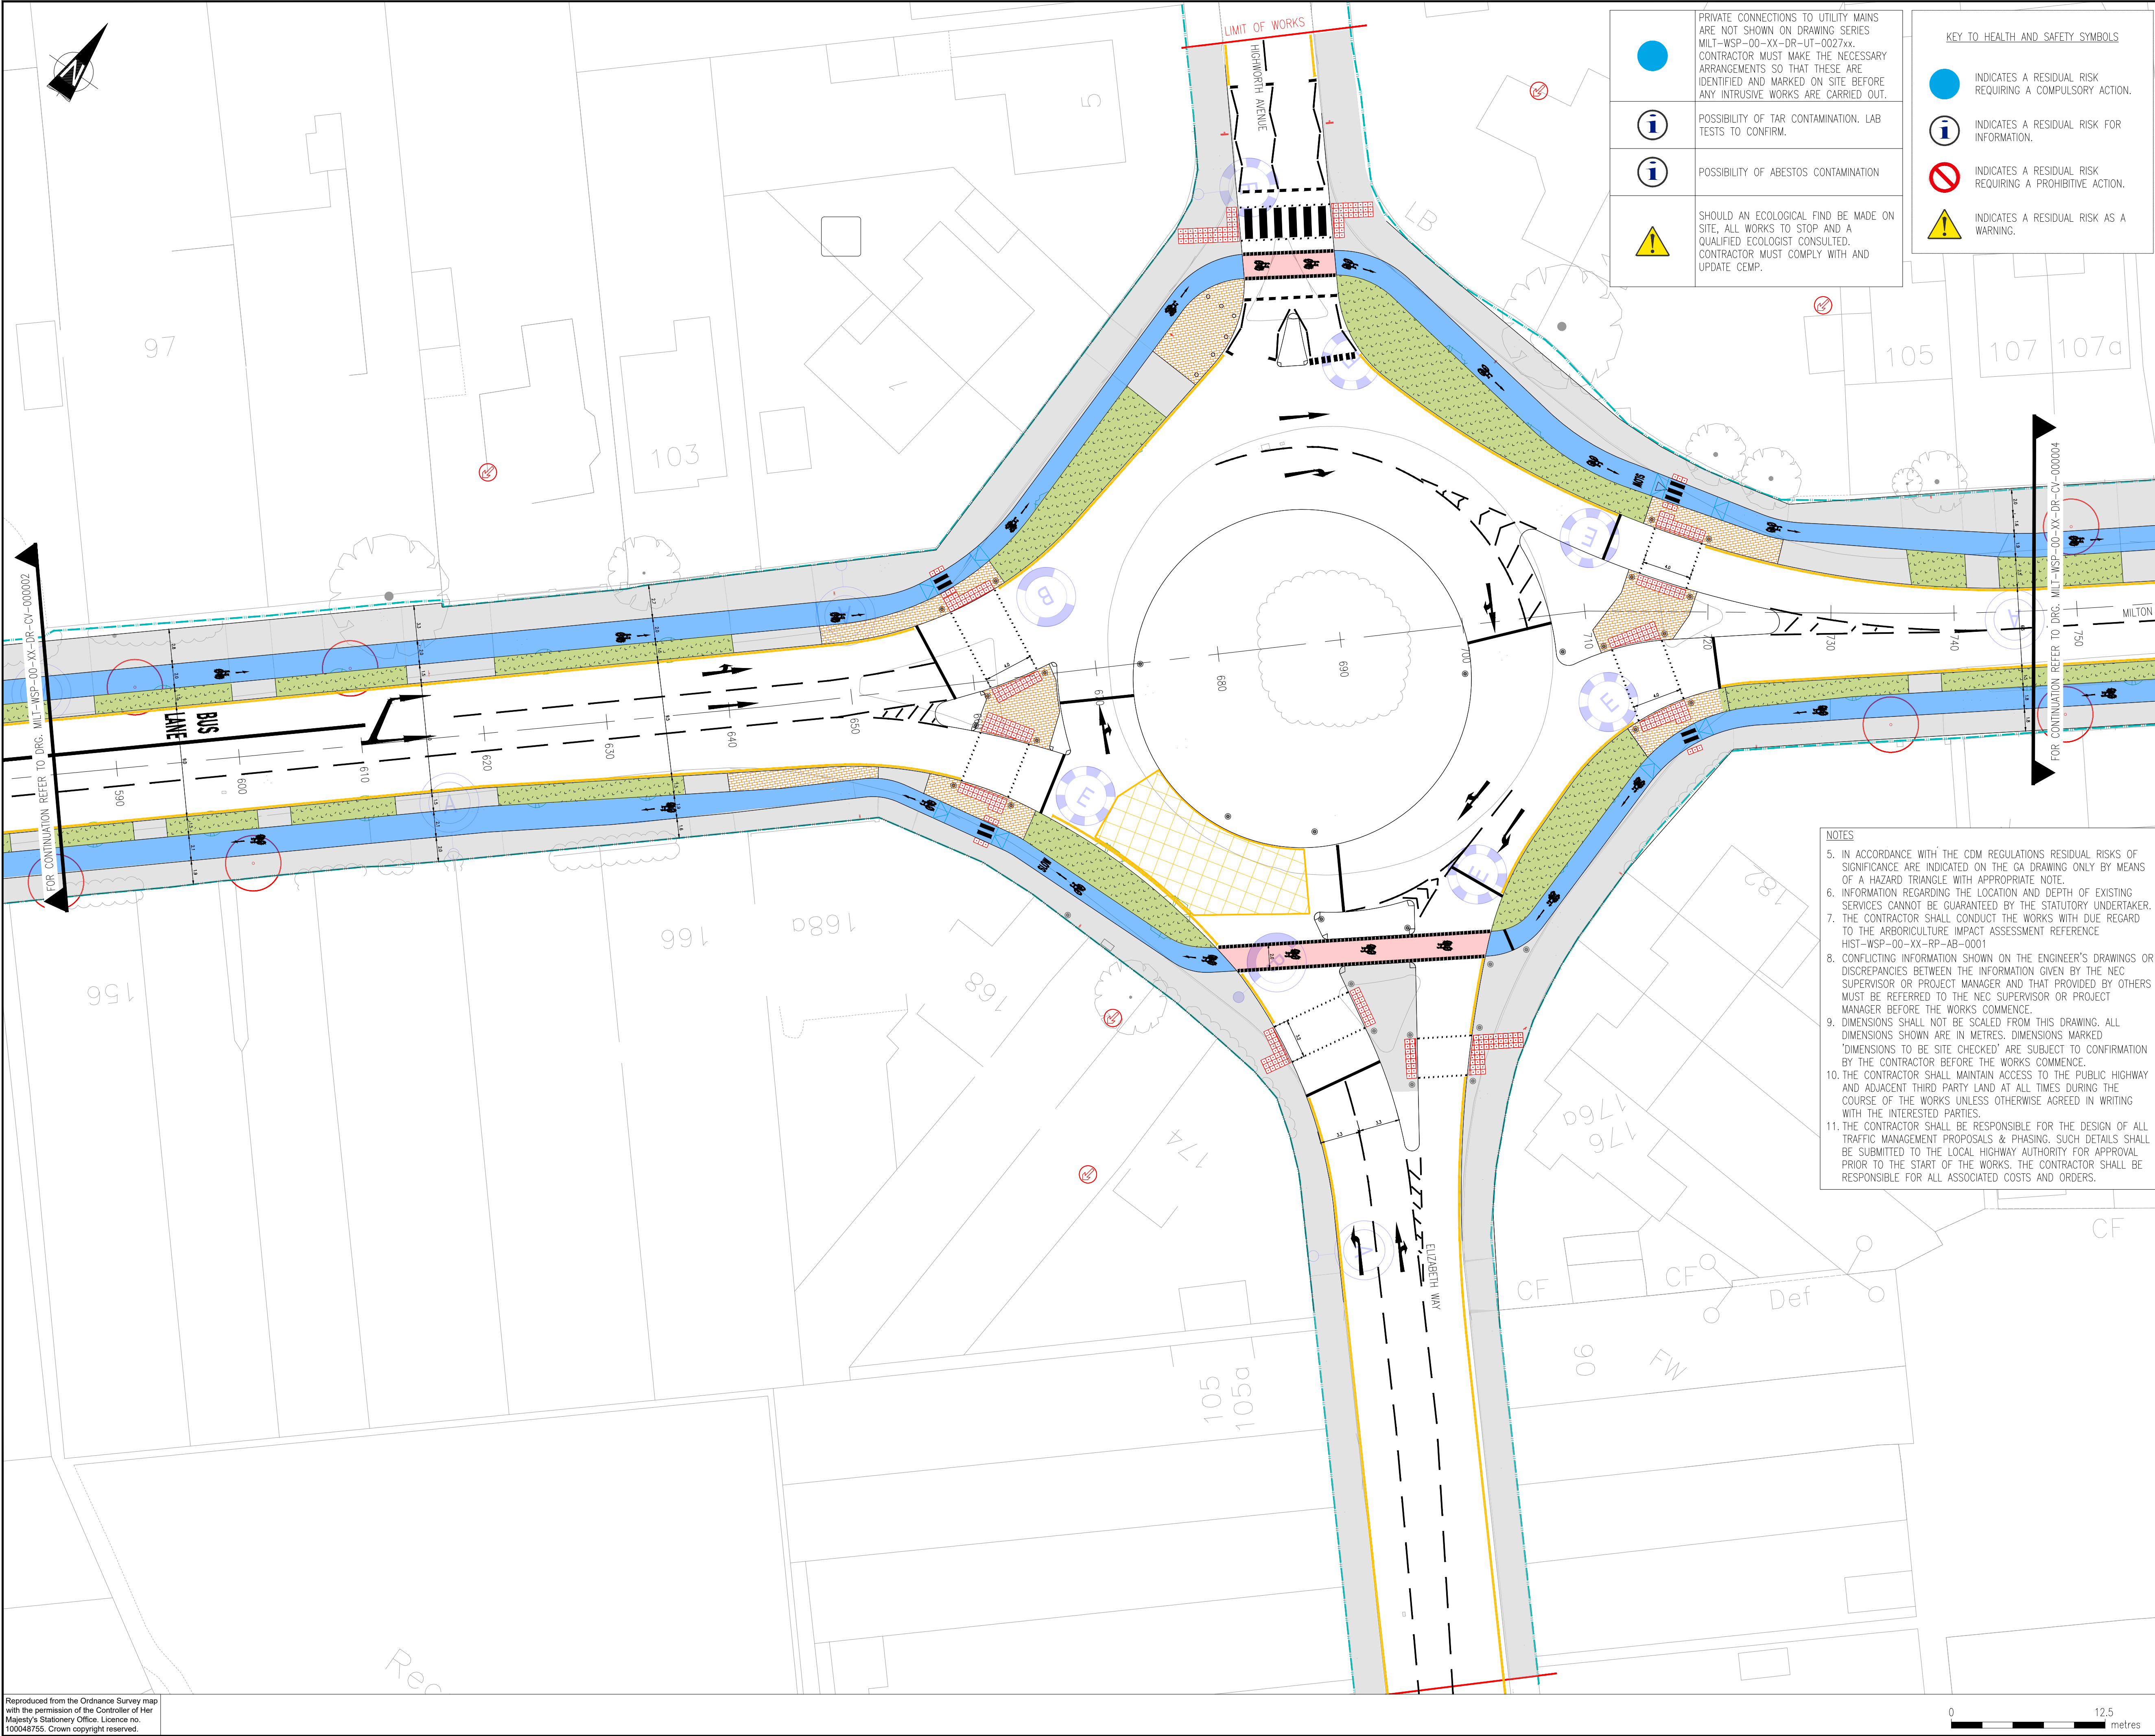 LIMIT OF WORKS
HIGHWORTH AVENUE
PRIVATE CONNECTIONS TO UTILITY MAINS
ARE NOT SHOWN ON DRAWING SERIES
MILT-WSP-00-XX-DR-UT-0027xx.
CONTRACTOR MUST MAKE THE NECESSARY
ARRANGEMENTS SO THAT THESE ARE
IDENTIFIED AND MARKED ON SITE BEFORE
ANY INTRUSIVE WORKS ARE CARRIED OUT.
POSSIBILITY OF TAR CONTAMINATION. LAB
TESTS TO CONFIRM.
POSSIBILITY OF ABESTOS CONTAMINATION
SHOULD AN ECOLOGICAL FIND BE MADE ON
SITE, ALL WORKS TO STOP AND A
QUALIFIED ECOLOGIST CONSULTED.
CONTRACTOR MUST COMPLY WITH AND
UPDATE CEMP.
KEY TO HEALTH AND SAFETY SYMBOLS
INDICATES A RESIDUAL RISK
REQUIRING A COMPULSORY ACTION.
INDICATES A RESIDUAL RISK FOR
INFORMATION.
INDICATES A RESIDUAL RISK
REQUIRING A PROHIBITIVE ACTION.
INDICATES A RESIDUAL RISK AS A
WARNING.
N
5
LB
97
103
1
105
107
107a
FOR CONTINUATION REFER TO DRG. MILT-WSP-00-XX-DR-CV-000002
FOR CONTINUATION REFER TO DRG. MILT-WSP-00-XX-DR-CV-000004
BUS
LANE
SLOW
SLOW
MILTON
590
600
610
620
630
640
650
680
690
700
710
720
730
740
750
A
A
A
B
B
E
E
E
E
E
156
166
168a
168
174
176a
176
182
105
105a
90
FW
CF
CF
CF
Def
ELIZABETH WAY
NOTES
5. IN ACCORDANCE WITH THE CDM REGULATIONS RESIDUAL RISKS OF
SIGNIFICANCE ARE INDICATED ON THE GA DRAWING ONLY BY MEANS
OF A HAZARD TRIANGLE WITH APPROPRIATE NOTE.
6. INFORMATION REGARDING THE LOCATION AND DEPTH OF EXISTING
SERVICES CANNOT BE GUARANTEED BY THE STATUTORY UNDERTAKER.
7. THE CONTRACTOR SHALL CONDUCT THE WORKS WITH DUE REGARD
TO THE ARBORICULTURE IMPACT ASSESSMENT REFERENCE
HIST-WSP-00-XX-RP-AB-0001
8. CONFLICTING INFORMATION SHOWN ON THE ENGINEER'S DRAWINGS OR
DISCREPANCIES BETWEEN THE INFORMATION GIVEN BY THE NEC
SUPERVISOR OR PROJECT MANAGER AND THAT PROVIDED BY OTHERS
MUST BE REFERRED TO THE NEC SUPERVISOR OR PROJECT
MANAGER BEFORE THE WORKS COMMENCE.
9. DIMENSIONS SHALL NOT BE SCALED FROM THIS DRAWING. ALL
DIMENSIONS SHOWN ARE IN METRES. DIMENSIONS MARKED
'DIMENSIONS TO BE SITE CHECKED' ARE SUBJECT TO CONFIRMATION
BY THE CONTRACTOR BEFORE THE WORKS COMMENCE.
10. THE CONTRACTOR SHALL MAINTAIN ACCESS TO THE PUBLIC HIGHWAY
AND ADJACENT THIRD PARTY LAND AT ALL TIMES DURING THE
COURSE OF THE WORKS UNLESS OTHERWISE AGREED IN WRITING
WITH THE INTERESTED PARTIES.
11. THE CONTRACTOR SHALL BE RESPONSIBLE FOR THE DESIGN OF ALL
TRAFFIC MANAGEMENT PROPOSALS & PHASING. SUCH DETAILS SHALL
BE SUBMITTED TO THE LOCAL HIGHWAY AUTHORITY FOR APPROVAL
PRIOR TO THE START OF THE WORKS. THE CONTRACTOR SHALL BE
RESPONSIBLE FOR ALL ASSOCIATED COSTS AND ORDERS.
Rec
Reproduced from the Ordnance Survey map
with the permission of the Controller of Her
Majesty's Stationery Office. Licence no.
100048755. Crown copyright reserved.
0
12.5
metres